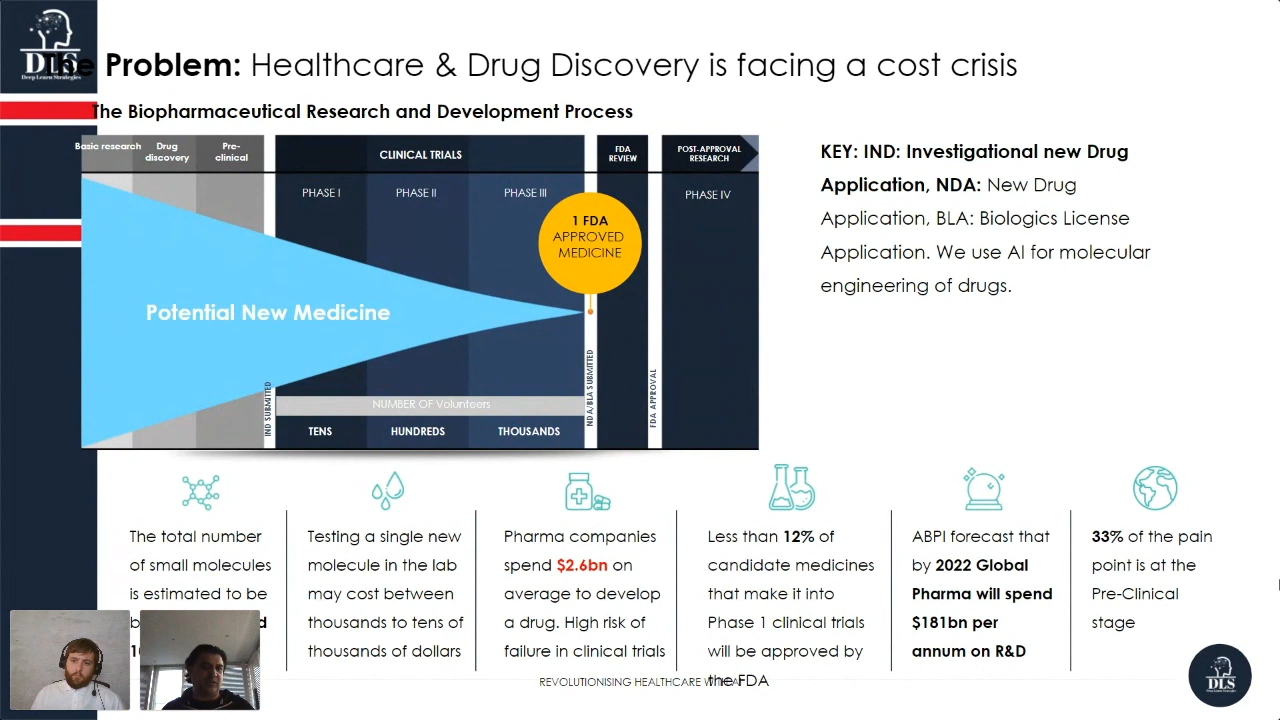 DLS
Deep Learn Strategies
The Problem: Healthcare & Drug Discovery is facing a cost crisis
The Biopharmaceutical Research and Development Process
Basic research
Drug
discovery
Pre-
clinical
CLINICAL TRIALS
FDA
REVIEW
POST-APPROVAL
RESEARCH
PHASE I
PHASE II
PHASE III
PHASE IV
1 FDA
APPROVED
MEDICINE
Potential New Medicine
IND SUBMITTED
NDA/BLA SUBMITTED
FDA APPROVAL
NUMBER OF Volunteers
TENS
HUNDREDS
THOUSANDS
KEY: IND: Investigational new Drug
Application, NDA: New Drug
Application, BLA: Biologics License
Application. We use AI for molecular
engineering of drugs.
The total number
of small molecules
is estimated to be
Testing a single new
molecule in the lab
may cost between
thousands to tens of
thousands of dollars
Pharma companies
spend $2.6bn on
average to develop
a drug. High risk of
failure in clinical trials
Less than 12% of
candidate medicines
that make it into
Phase 1 clinical trials
will be approved by
the FDA
ABPI forecast that
by 2022 Global
Pharma will spend
$181bn per
annum on R&D
33% of the pain
point is at the
Pre-Clinical
stage
REVOLUTIONISING HEALTHCARE
DLS
Deep Learn Strategies